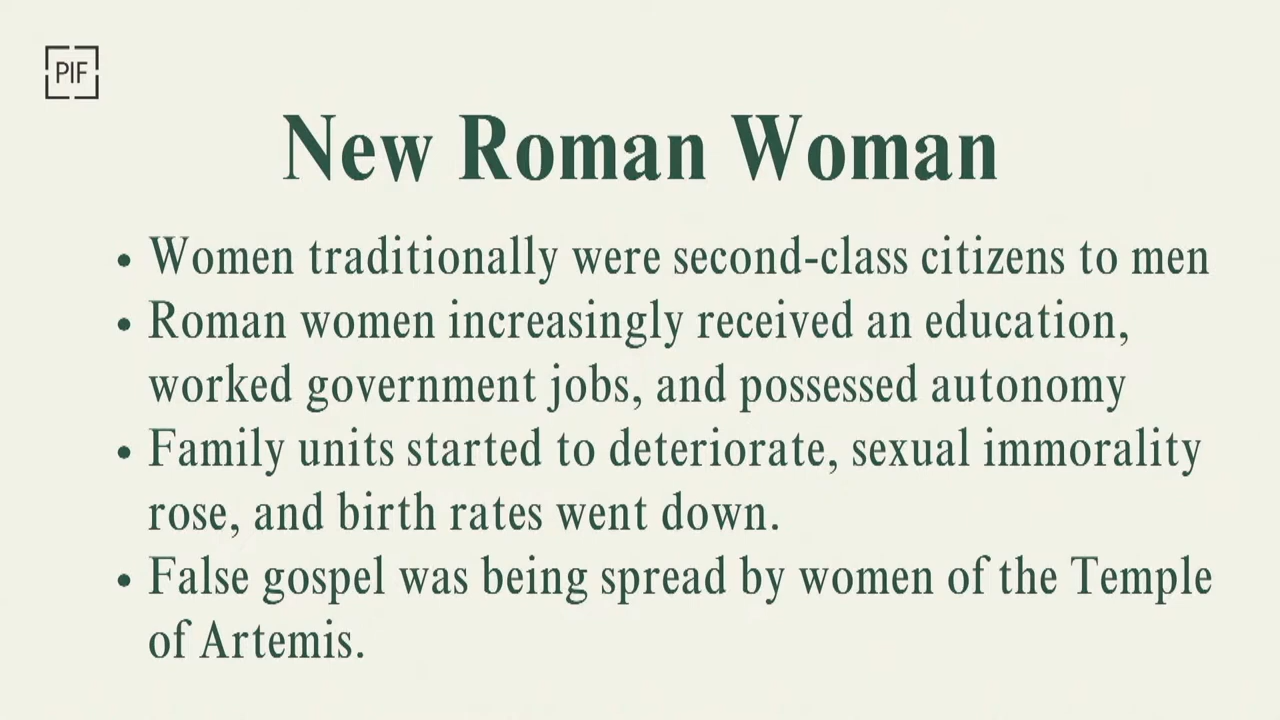 PIF
New Roman Woman
• Women traditionally were second-class citizens to men
• Roman women increasingly received an education,
worked government jobs, and possessed autonomy
• Family units started to deteriorate, sexual immorality
rose, and birth rates went down.
• False gospel was being spread by women of the Temple
of Artemis.